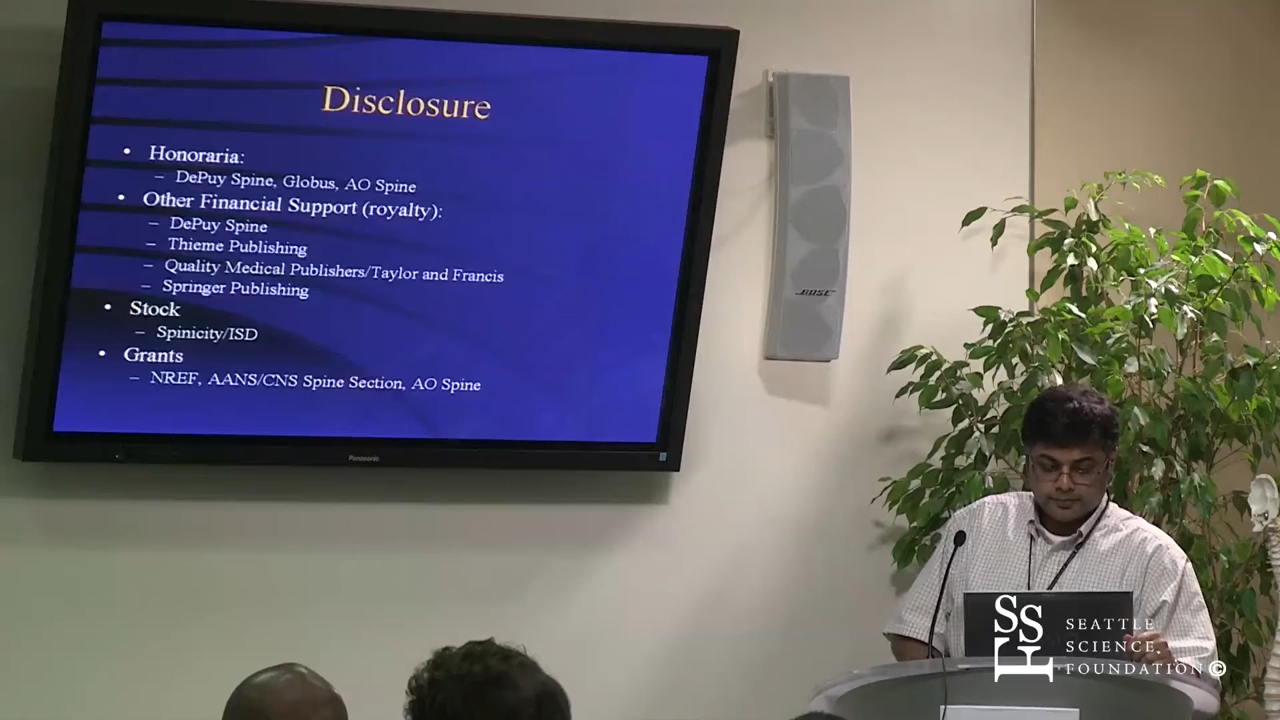 Disclosure
• Honoraria:
– DePuy Spine, Globus, AO Spine
• Other Financial Support (royalty):
– DePuy Spine
– Thieme Publishing
– Quality Medical Publishers/Taylor and Francis
– Springer Publishing
• Stock
– Spinicity/ISD
• Grants
– NREF, AANS/CNS Spine Section, AO Spine
Panasonic
BOSE
SSF
SEATTLE
SCIENCE
FOUNDATION ©